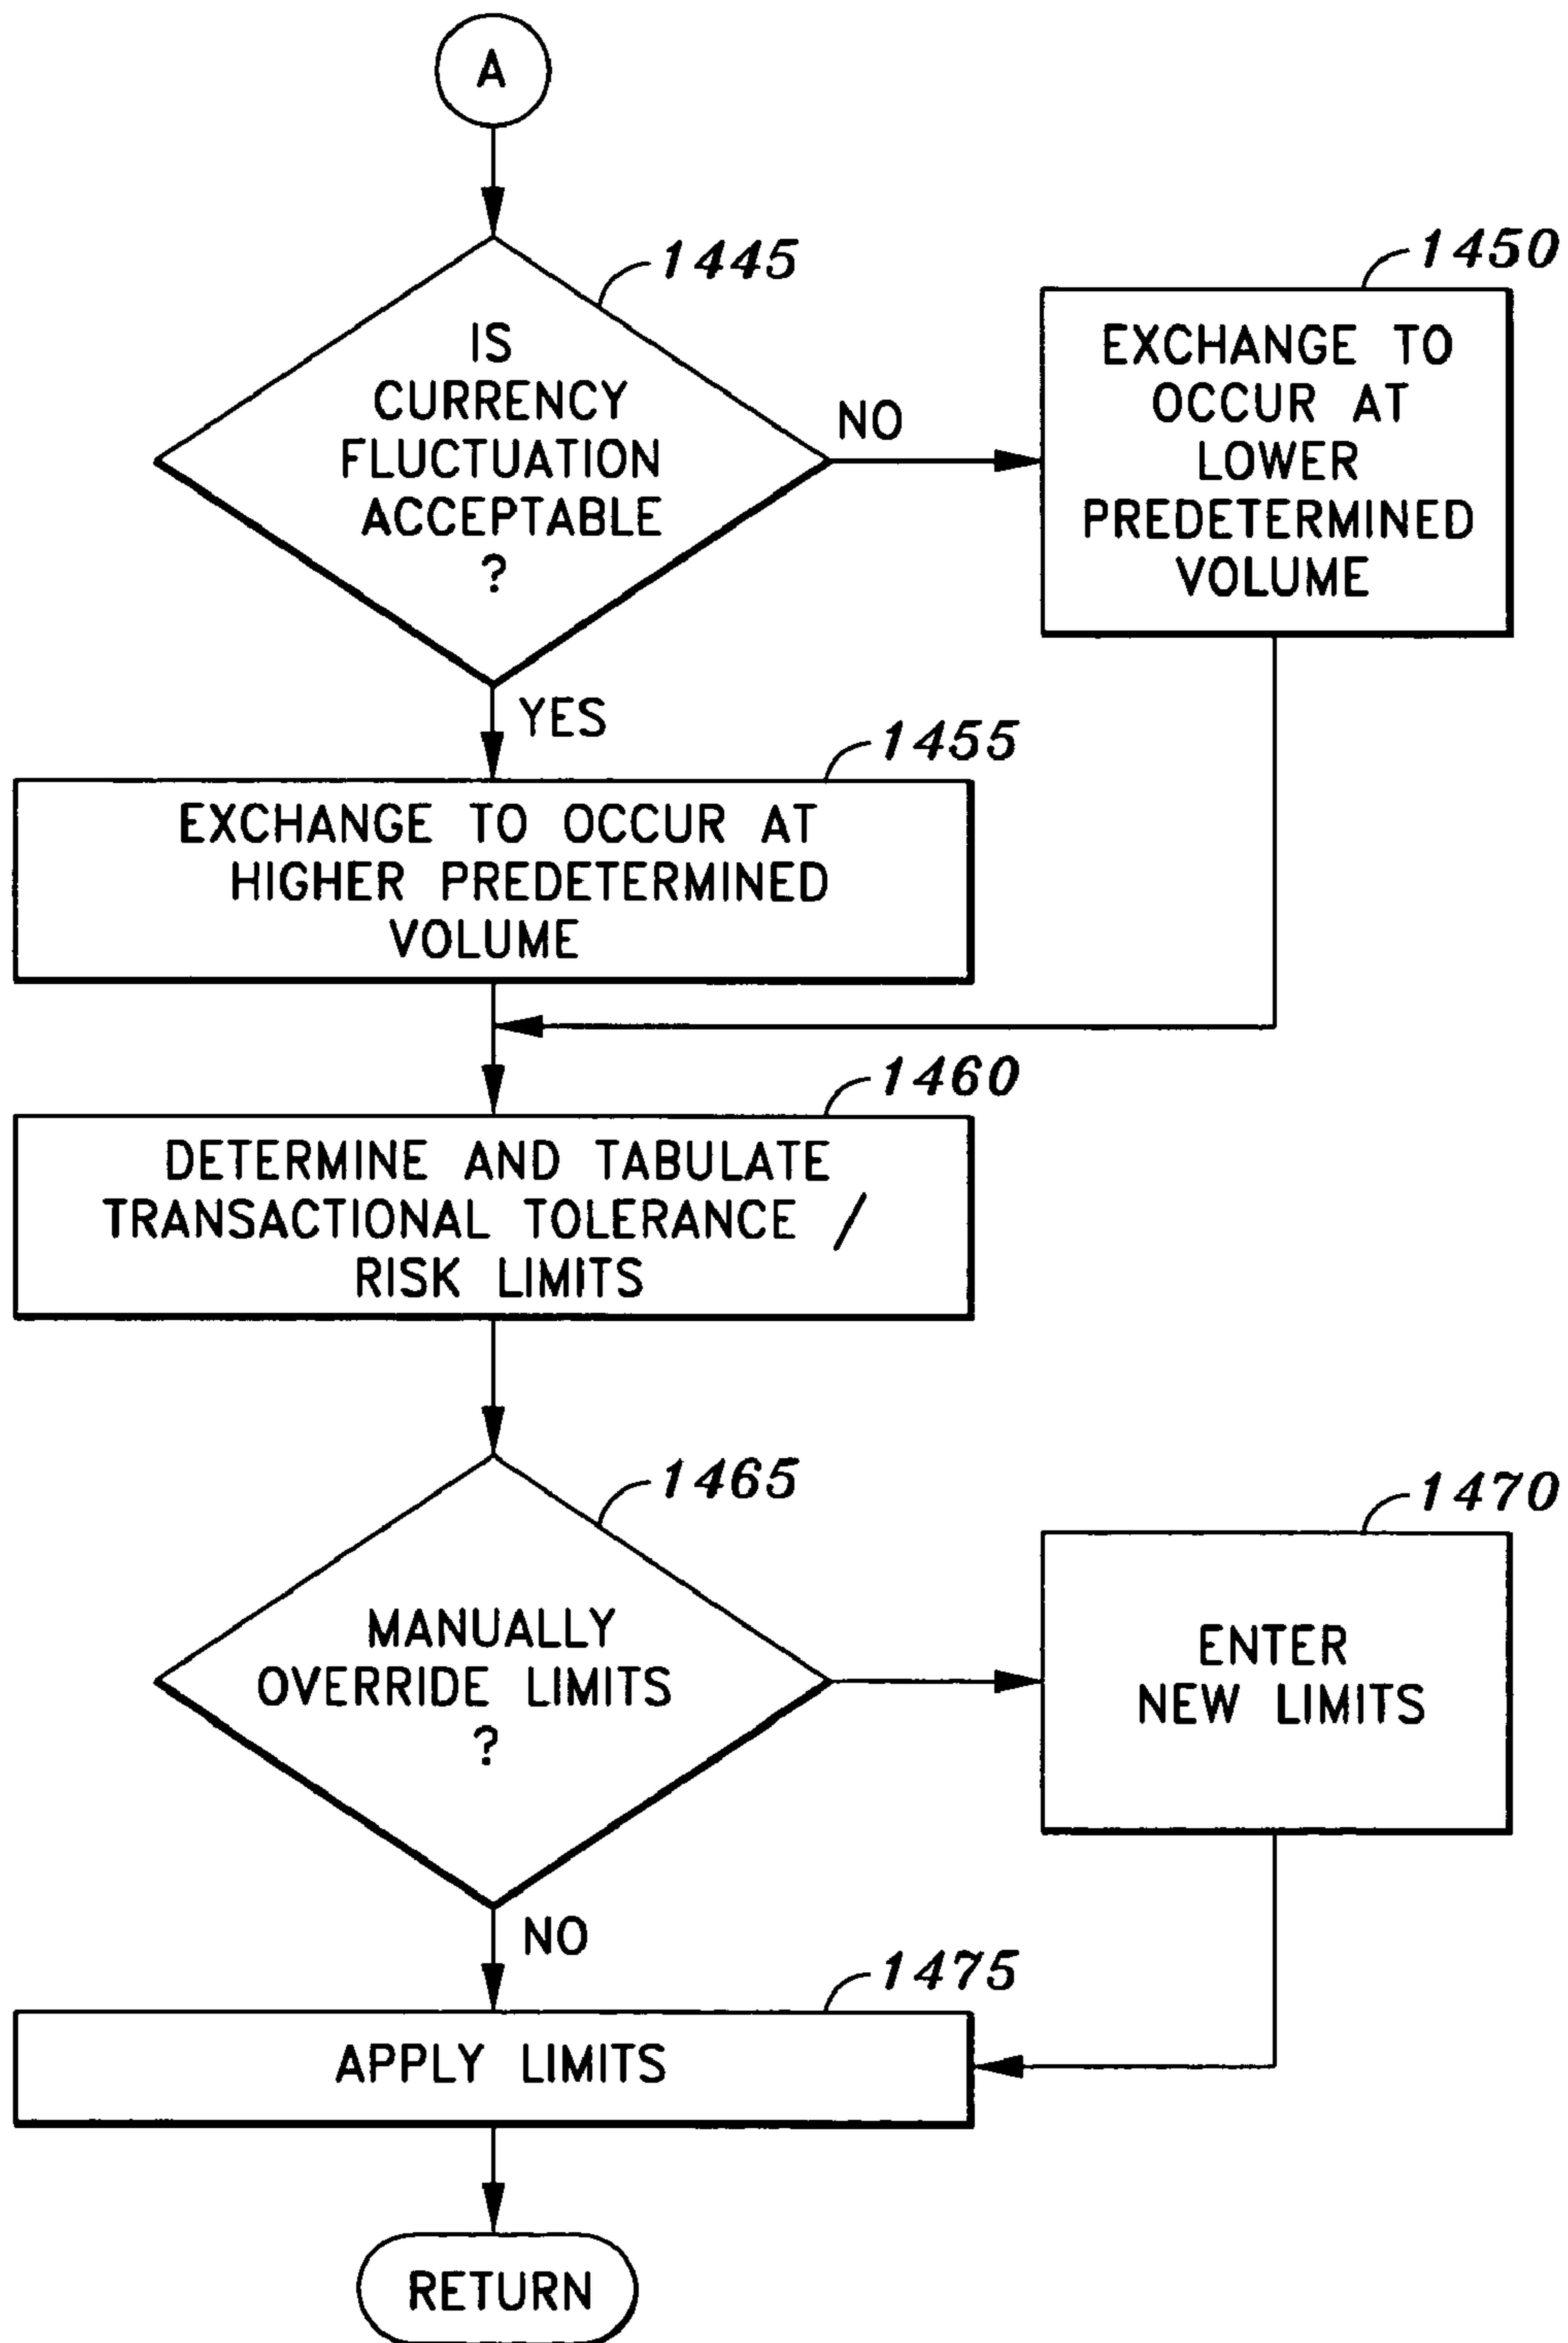 A
1445
IS
CURRENCY
FLUCTUATION
ACCEPTABLE
?
NO
1450
EXCHANGE TO
OCCUR AT
LOWER
PREDETERMINED
VOLUME
YES
1455
EXCHANGE TO OCCUR AT
HIGHER PREDETERMINED
VOLUME
1460
DETERMINE AND TABULATE
TRANSACTIONAL TOLERANCE /
RISK LIMITS
1465
MANUALLY
OVERRIDE LIMITS
?
1470
ENTER
NEW LIMITS
NO
1475
APPLY LIMITS
RETURN